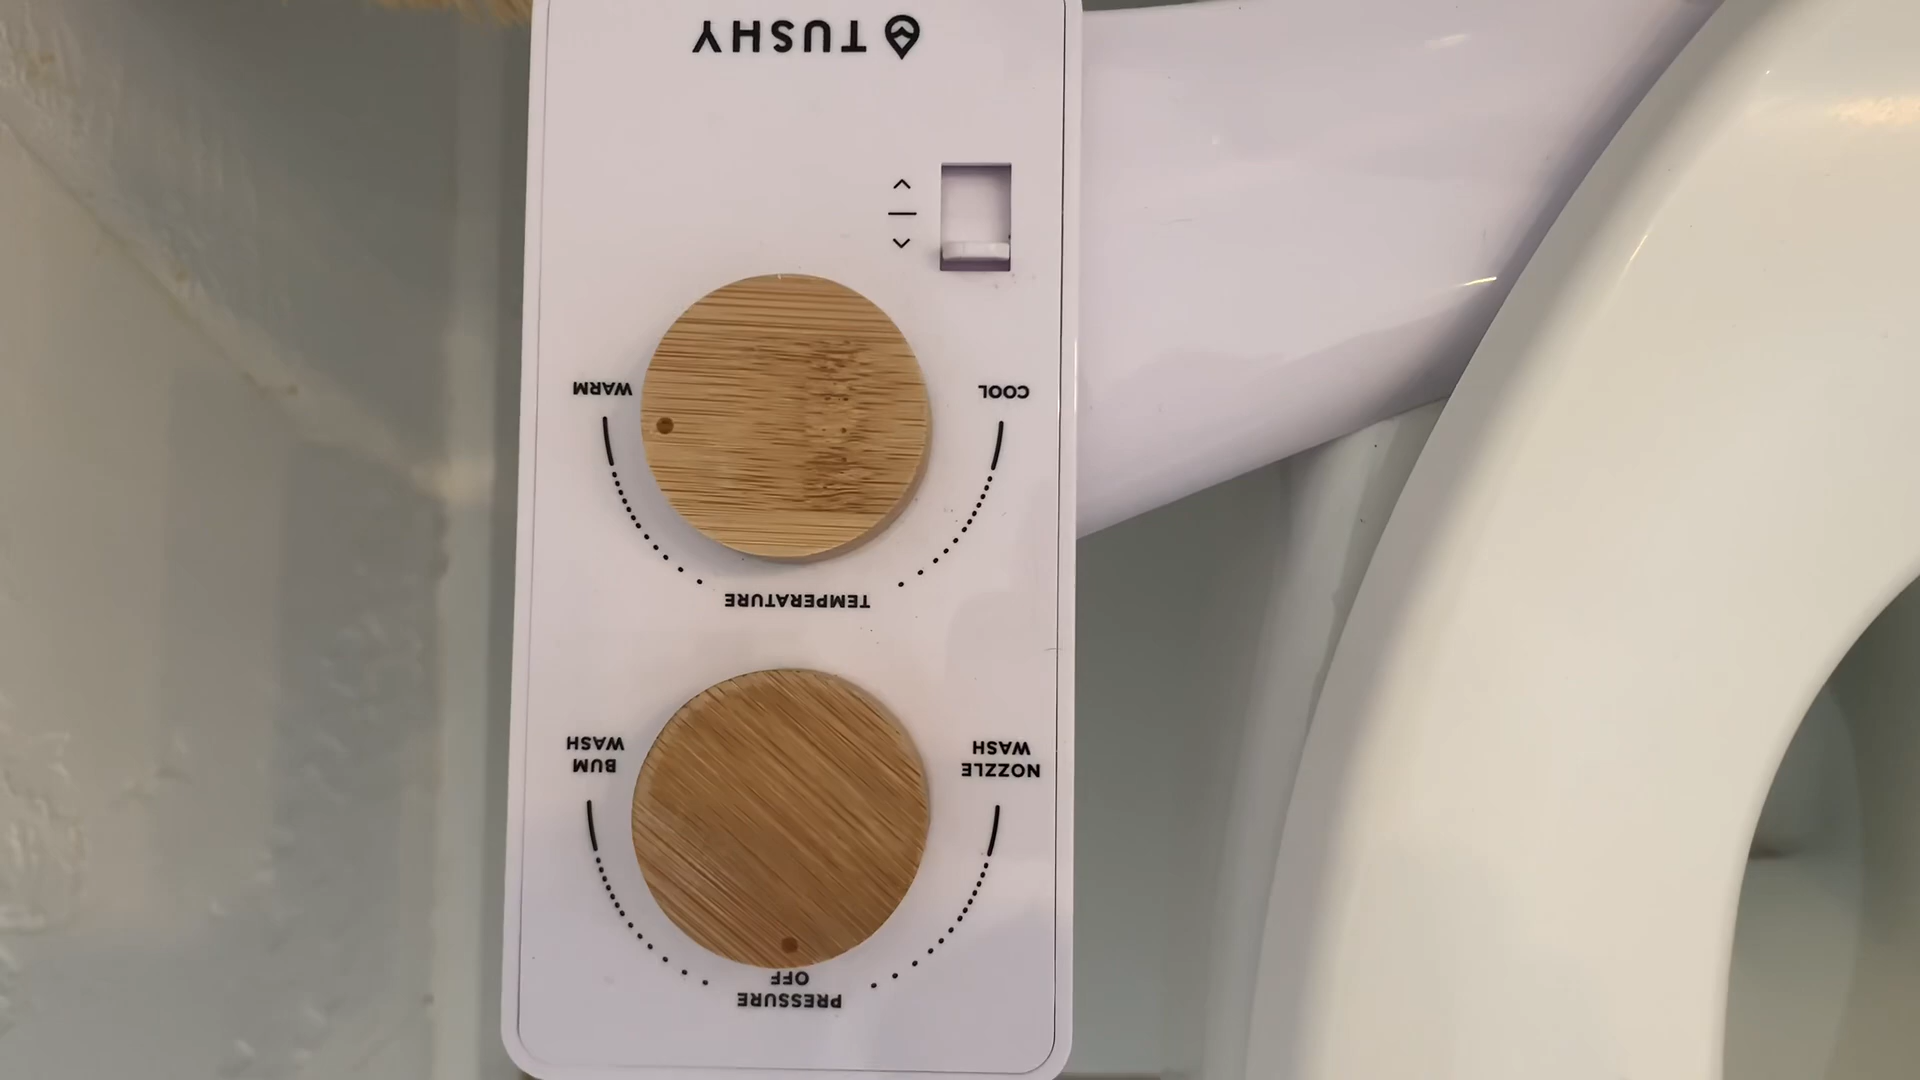 PRESSURE
OFF
NOZZLE
WASH
BUM
WASH
TEMPERATURE
COOL
WARM
TUSHY